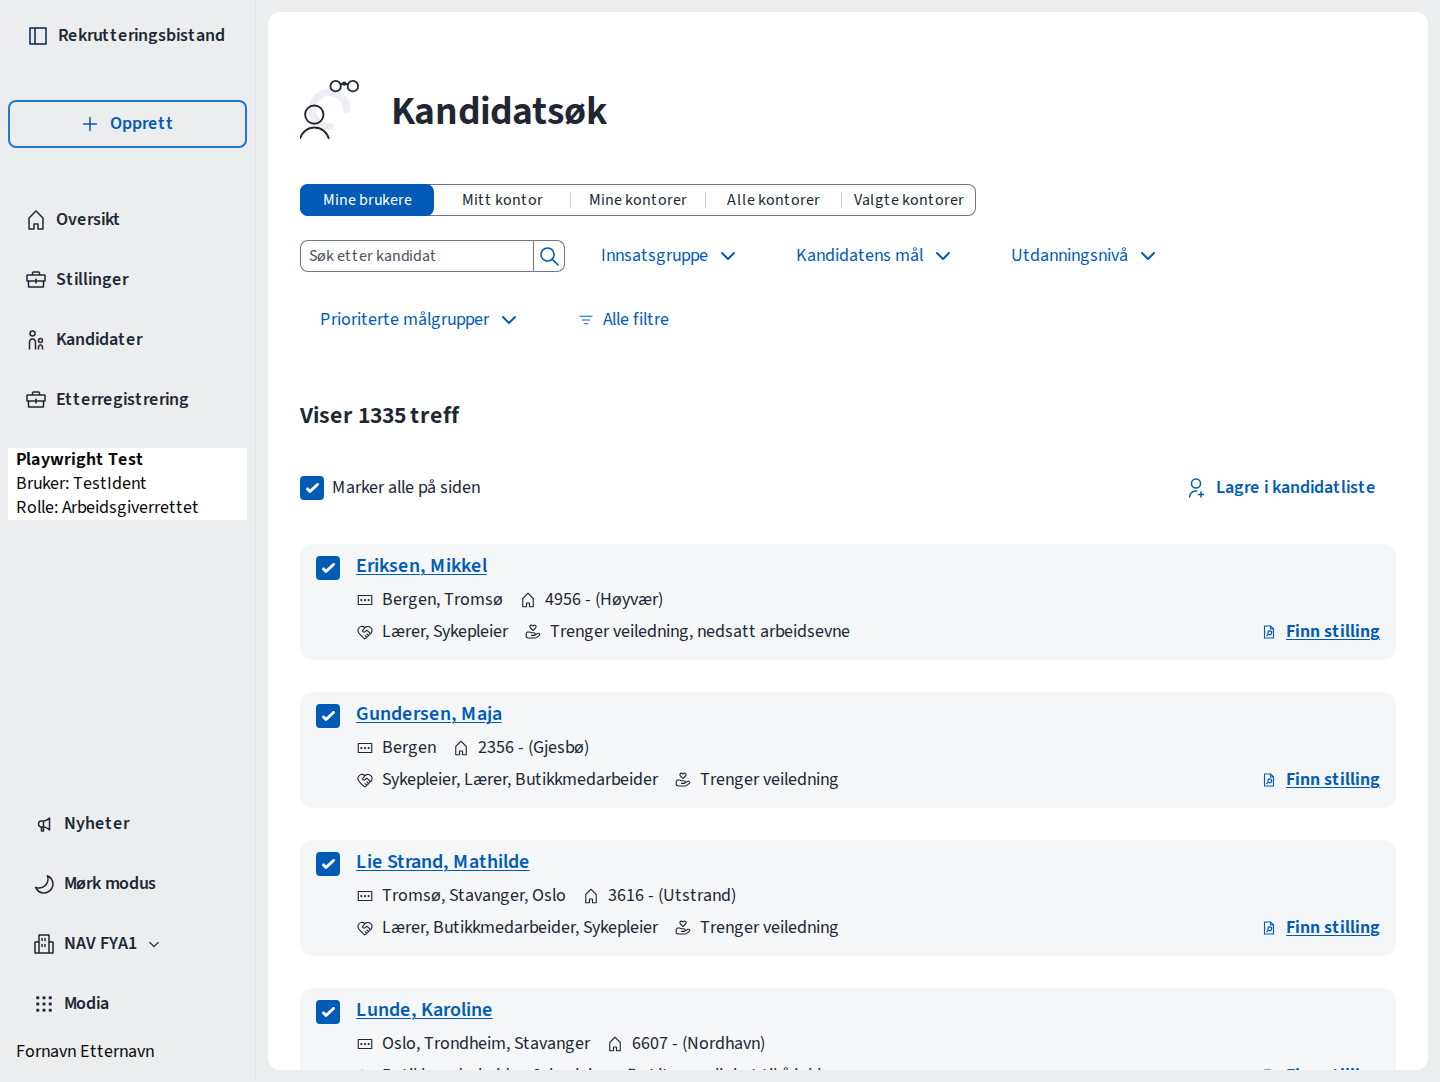 Rekrutteringsbistand
Opprett
Oversikt
Stillinger
Kandidater
Etterregistrering
Playwright Test
Bruker: TestIdent
Rolle: Arbeidsgiverrettet
Nyheter
Mørk modus
NAV FYA1
Modia
Fornavn Etternavn
Kandidatsøk
Mine brukere Mitt kontor Mine kontorer Alle kontorer Valgte kontorer
Søk etter kandidat Innsatsgruppe Kandidatens mål Utdanningsnivå
Prioriterte målgrupper Alle filtre
Viser 1335 treff
Marker alle på siden Lagre i kandidatliste
Eriksen, Mikkel
Bergen, Tromsø 4956 - (Høyvær)
Lærer, Sykepleier Trenger veiledning, nedsatt arbeidsevne Finn stilling
Gundersen, Maja
Bergen 2356 - (Gjesbø)
Sykepleier, Lærer, Butikkmedarbeider Trenger veiledning Finn stilling
Lie Strand, Mathilde
Tromsø, Stavanger, Oslo 3616 - (Utstrand)
Lærer, Butikkmedarbeider, Sykepleier Trenger veiledning Finn stilling
Lunde, Karoline
Oslo, Trondheim, Stavanger 6607 - (Nordhavn)